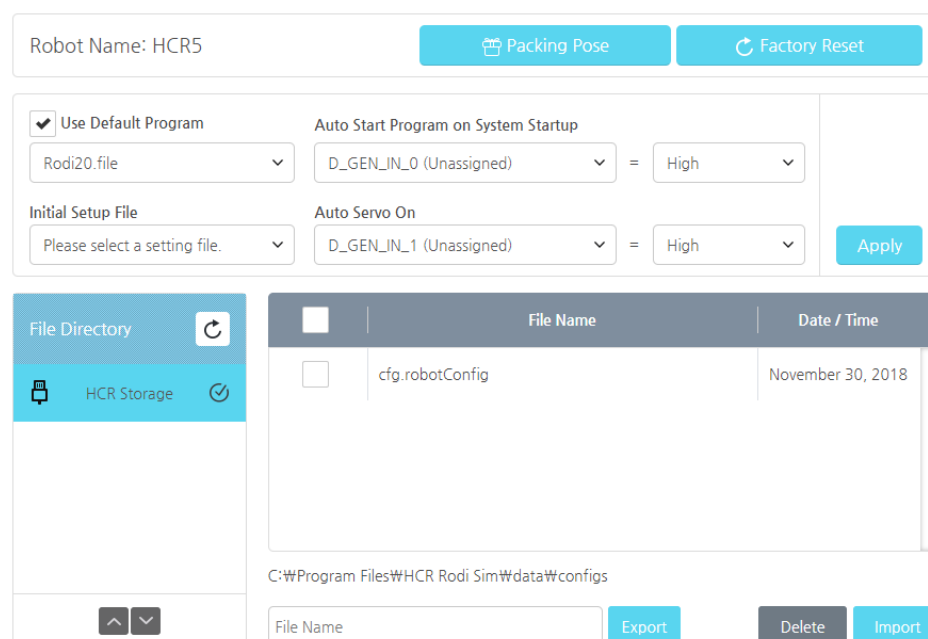 Robot Name: HCR5
Packing Pose
Factory Reset
Use Default Program
Auto Start Program on System Startup
Rodi20.file
D_GEN_IN_0 (Unassigned)
=
High
Initial Setup File
Auto Servo On
Please select a setting file.
D_GEN_IN_1 (Unassigned)
=
High
Apply
File Directory
File Name
Date / Time
HCR Storage
cfg.robotConfig
November 30, 2018
C:₩Program Files₩HCR Rodi Sim₩data₩configs
File Name
Export
Delete
Import